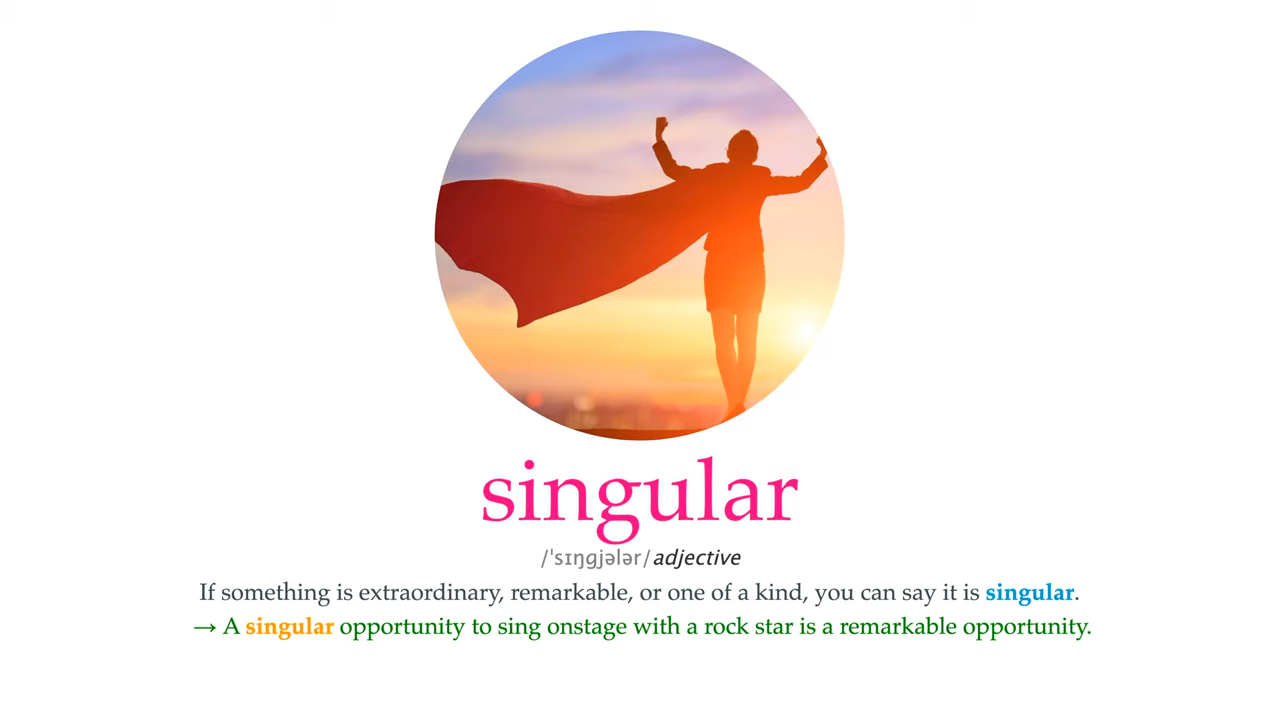 singular
/ˈsɪŋɡjələr/adjective
If something is extraordinary, remarkable, or one of a kind, you can say it is singular.
→ A singular opportunity to sing onstage with a rock star is a remarkable opportunity.